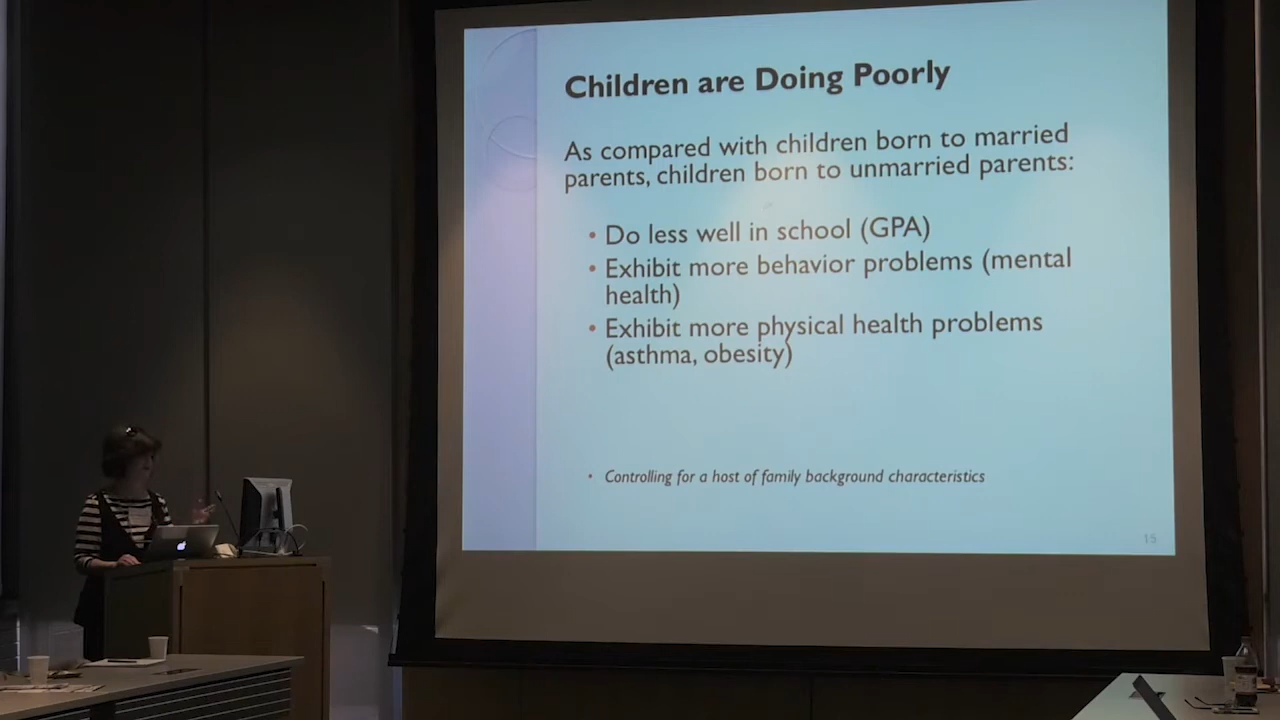 Children are Doing Poorly
As compared with children born to married
parents, children born to unmarried parents:
• Do less well in school (GPA)
• Exhibit more behavior problems (mental
health)
• Exhibit more physical health problems
(asthma, obesity)
• Controlling for a host of family background characteristics
15